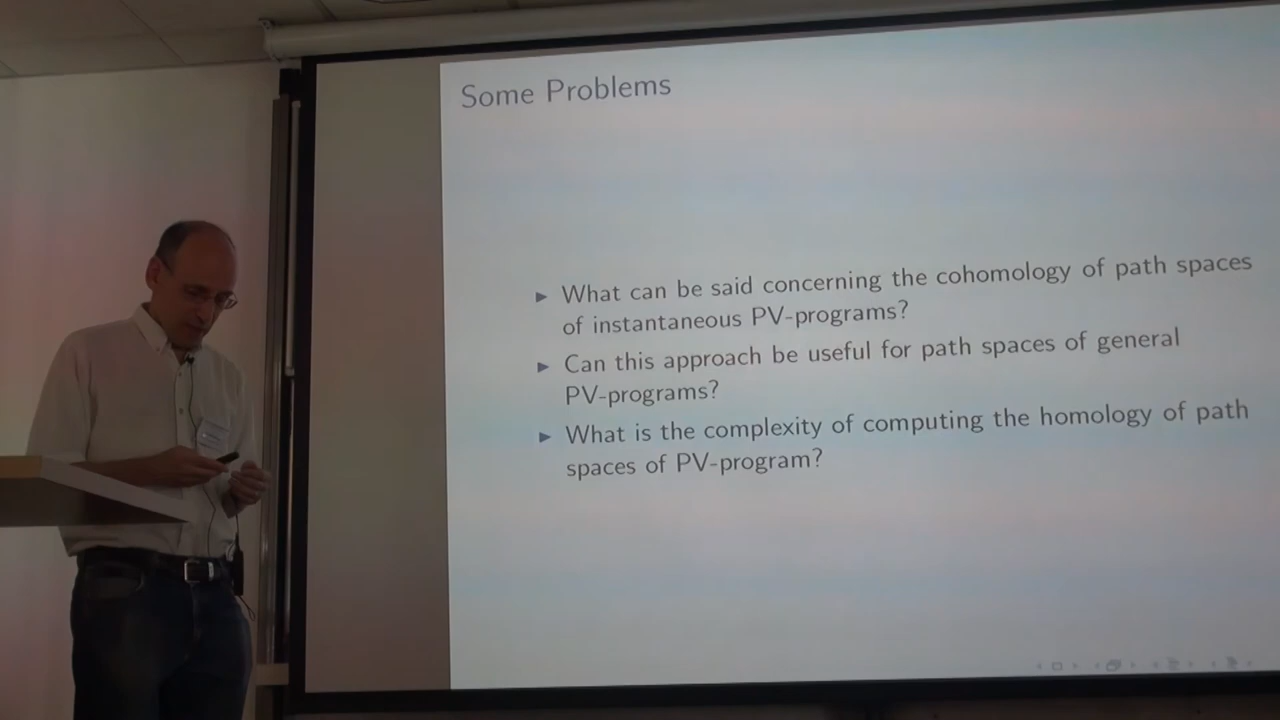 Some Problems
What can be said concerning the cohomology of path spaces
of instantaneous PV-programs?
Can this approach be useful for path spaces of general
PV-programs?
What is the complexity of computing the homology of path
spaces of PV-program?